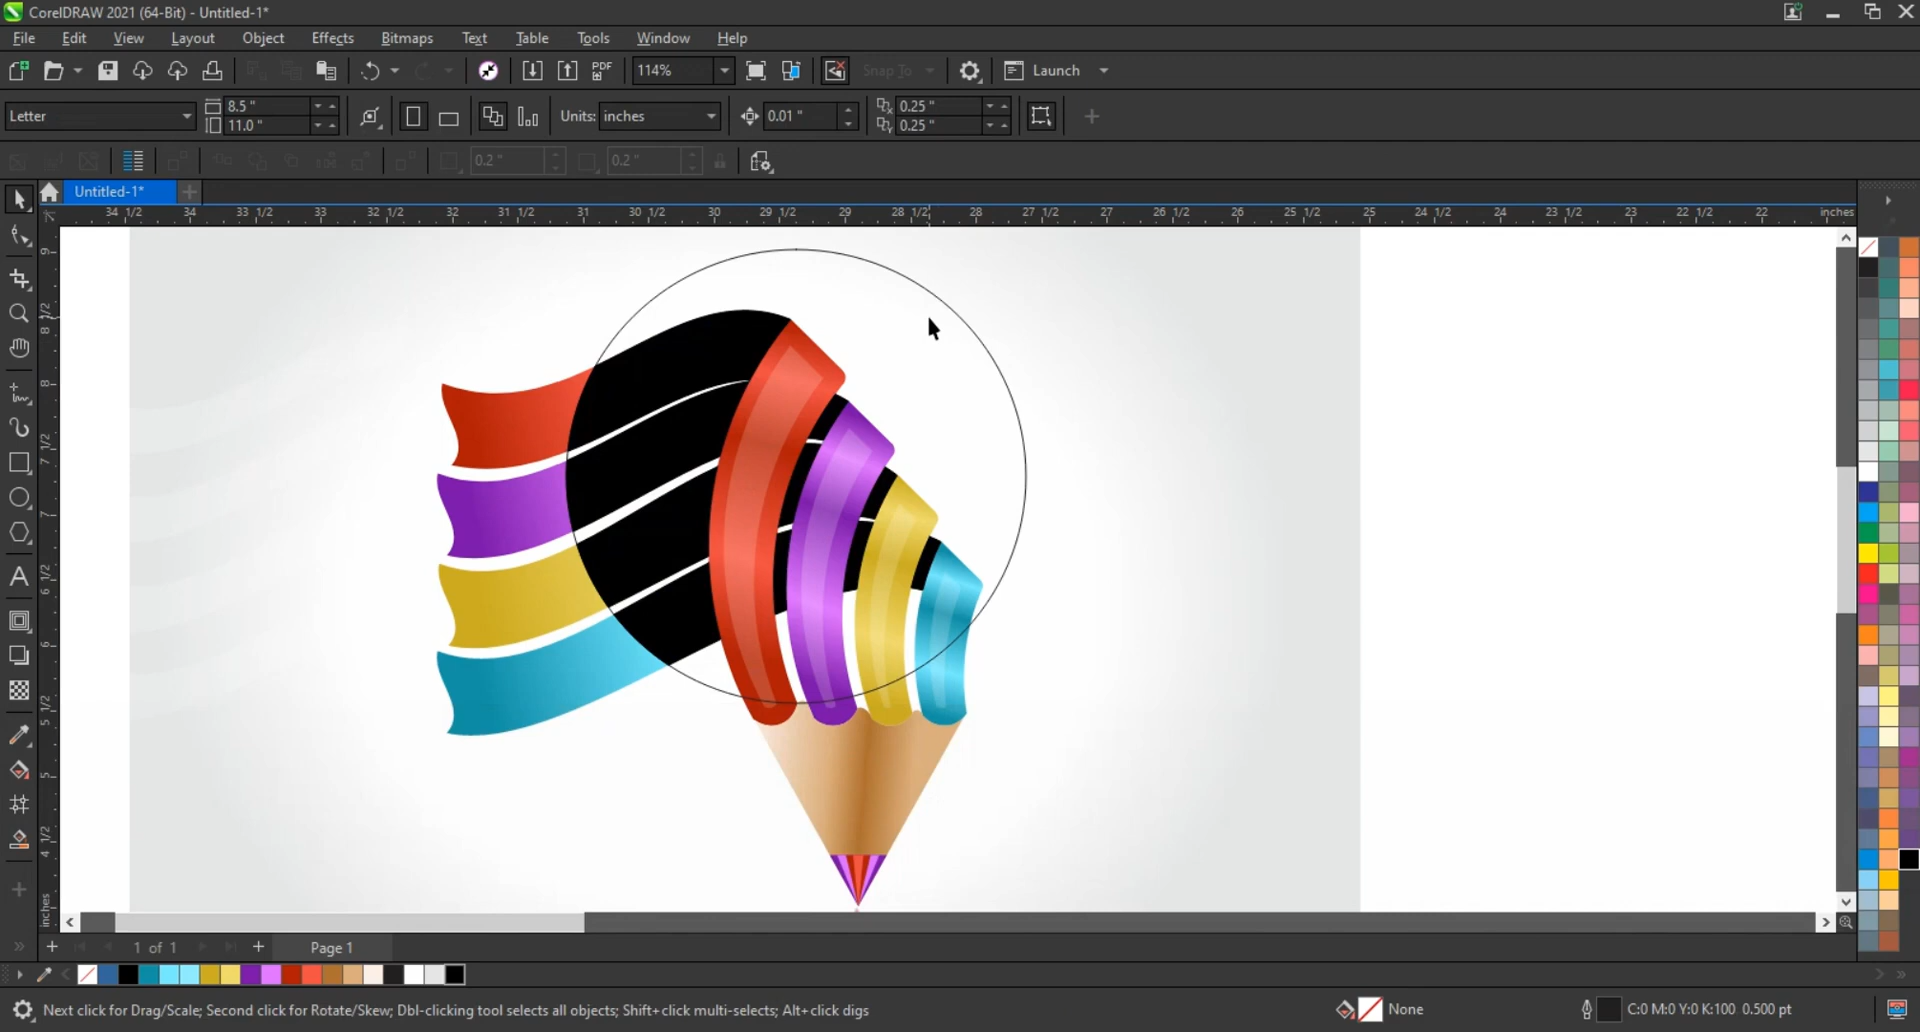 CorelDRAW 2021 (64-Bit) - Untitled-1*
File Edit View Layout Object Effects Bitmaps Text Table Tools Window Help
PDF 114% Snap To Launch
Letter 8.5 " 11.0 " Units: inches 0.01 " 0.25 " 0.25 "
0.2 " 0.2 "
Untitled-1*
34 1/2 34 33 1/2 33 32 1/2 32 31 1/2 31 30 1/2 30 29 1/2 29 28 1/2 28 27 1/2 27 26 1/2 26 25 1/2 25 24 1/2 24 23 1/2 23 22 1/2 22 inches
9
8 1/2
8
7 1/2
7
6 1/2
6
5 1/2
5
4 1/2
inches
1 of 1 Page 1
Next click for Drag/Scale; Second click for Rotate/Skew; Dbl-clicking tool selects all objects; Shift+click multi-selects; Alt+click digs None C:0 M:0 Y:0 K:100 0.500 pt